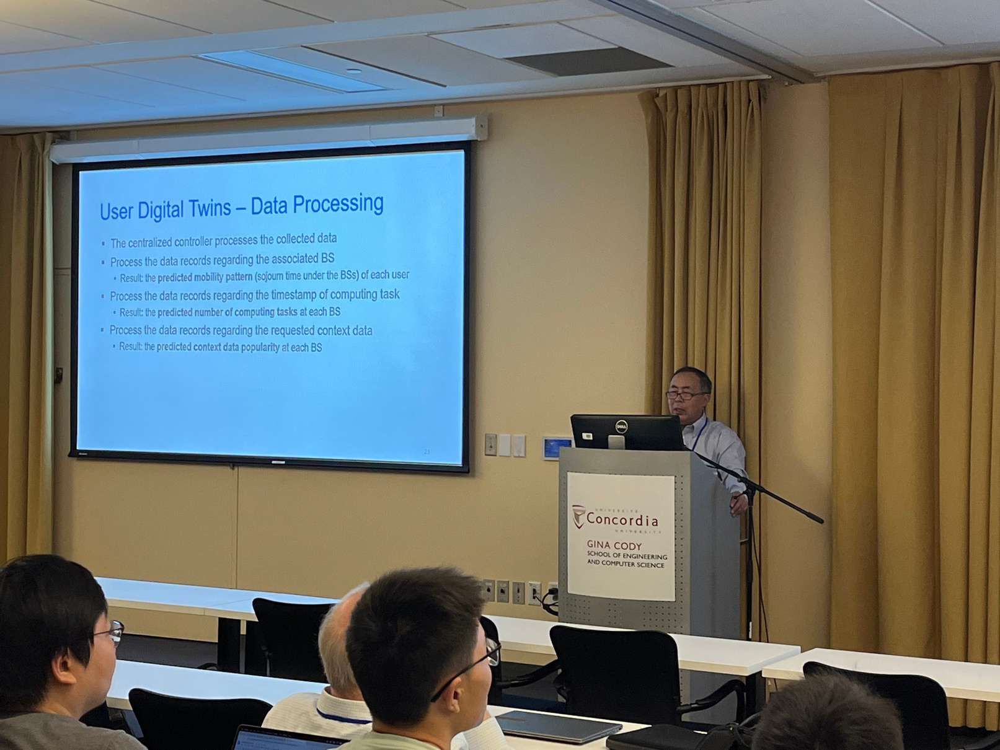 User Digital Twins – Data Processing
▪ The centralized controller processes the collected data
▪ Process the data records regarding the associated BS
• Result: the predicted mobility pattern (sojourn time under the BSs) of each user
▪ Process the data records regarding the timestamp of computing task
• Result: the predicted number of computing tasks at each BS
▪ Process the data records regarding the requested context data
• Result: the predicted context data popularity at each BS
23
DELL
UNIVERSITÉ
Concordia
UNIVERSITY
GINA CODY
SCHOOL OF ENGINEERING
AND COMPUTER SCIENCE